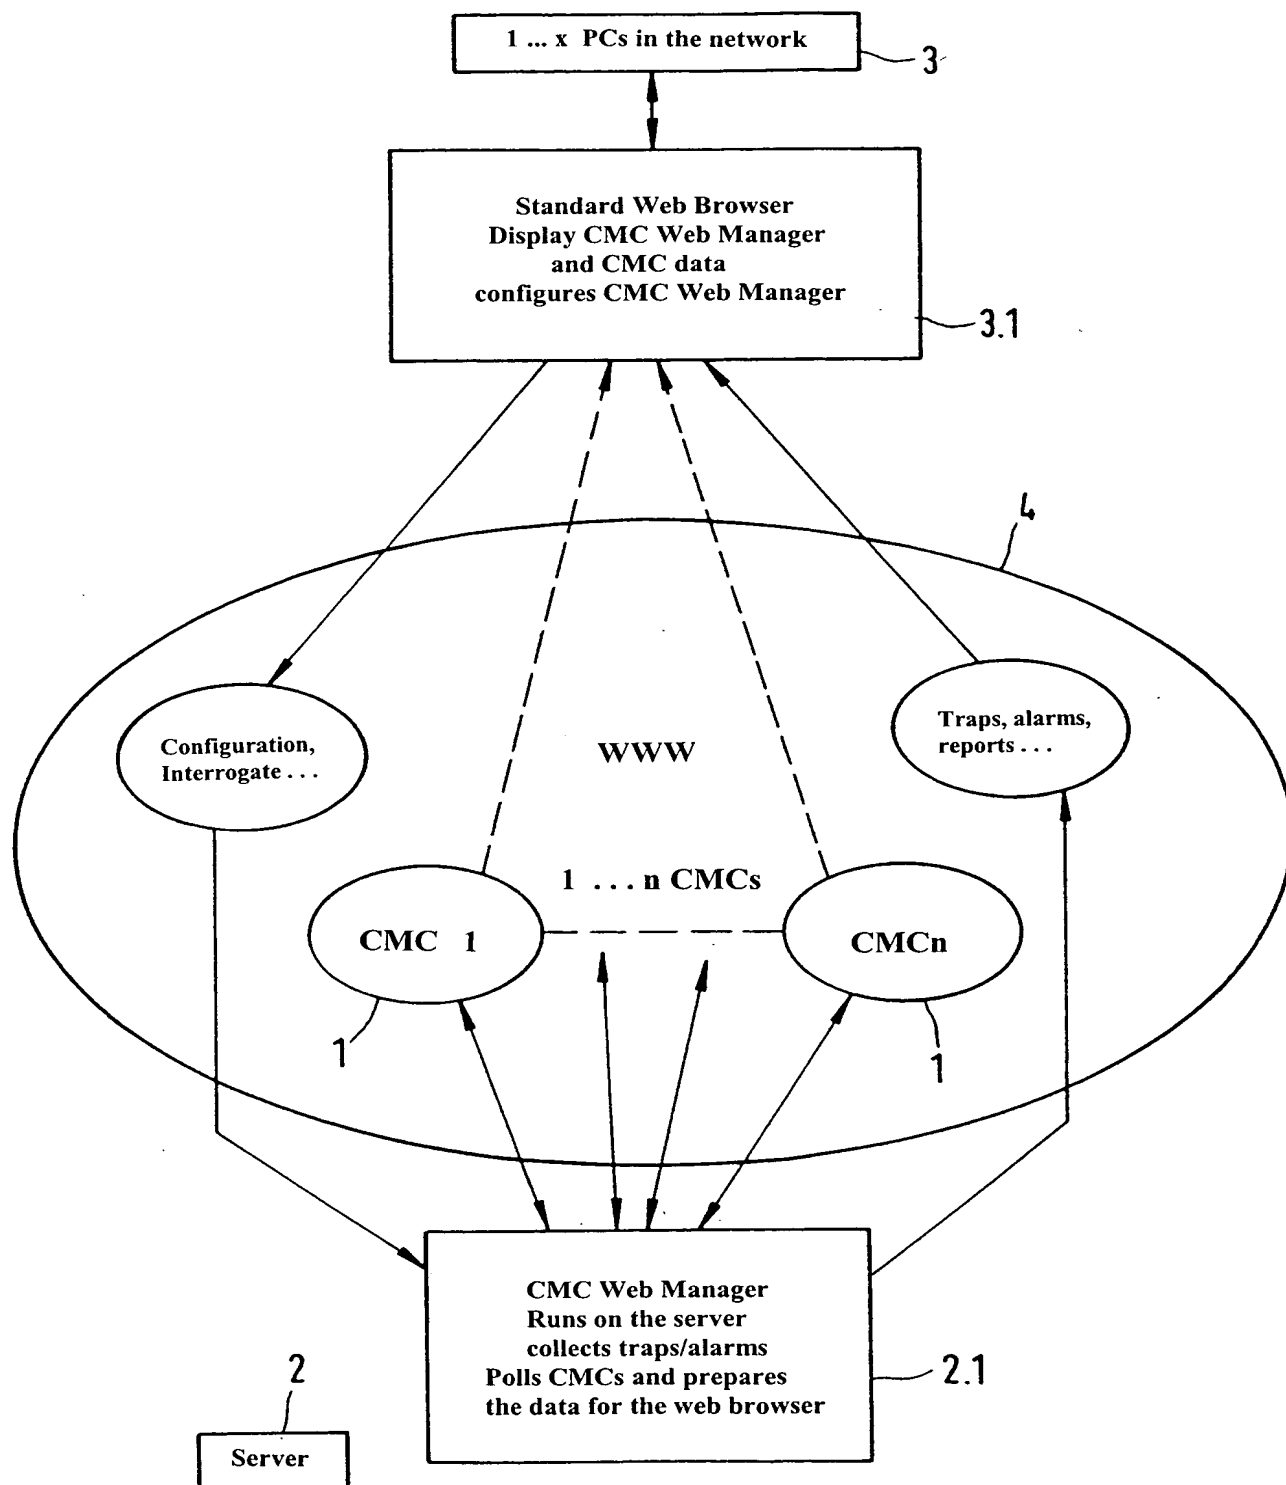 1 ... x PCs in the network
3
Standard Web Browser
Display CMC Web Manager
and CMC data
configures CMC Web Manager
3.1
4
Configuration,
Interrogate . . .
WWW
Traps, alarms,
reports . . .
1 . . . n CMCs
CMC 1
CMCn
1
1
CMC Web Manager
Runs on the server
collects traps/alarms
Polls CMCs and prepares
the data for the web browser
2.1
2
Server